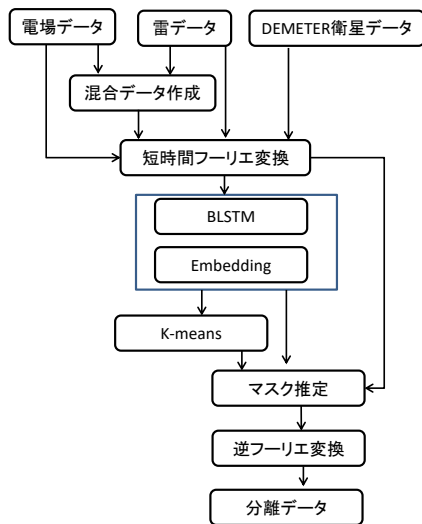 電場データ
雷データ
DEMETER衛星データ
混合データ作成
短時間フーリエ変換
BLSTM
Embedding
K-means
マスク推定
逆フーリエ変換
分離データ